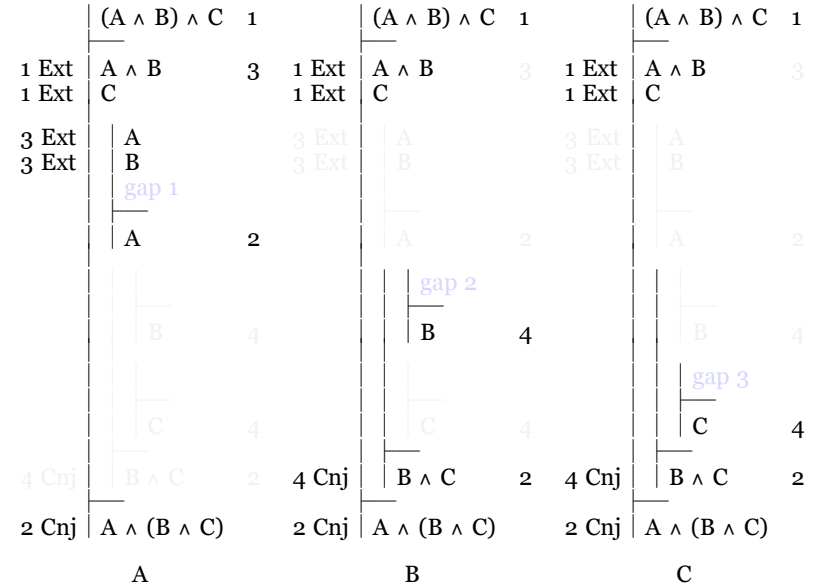 (A ∧ B) ∧ C 1 (A ∧ B) ∧ C 1 (A ∧ B) ∧ C 1
1 Ext A ∧ B 3 1 Ext A ∧ B 3 1 Ext A ∧ B 3
1 Ext C 1 Ext C 1 Ext C
3 Ext A 3 Ext A 3 Ext A
3 Ext B 3 Ext B 3 Ext B
gap 1
A 2 A 2 A 2
gap 2
B 4 B 4 B 4
gap 3
C 4 C 4 C 4
4 Cnj B ∧ C 2 4 Cnj B ∧ C 2 4 Cnj B ∧ C 2
2 Cnj A ∧ (B ∧ C) 2 Cnj A ∧ (B ∧ C) 2 Cnj A ∧ (B ∧ C)
A B C